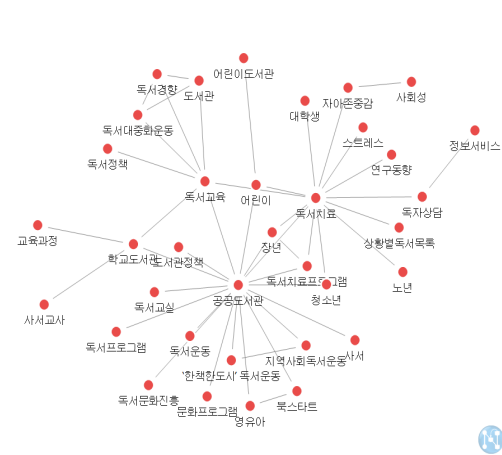 어린이도서관
독서경향
도서관
자아존중감
사회성
대학생
독서대중화운동
스트레스
정보서비스
독서정책
연구동향
독서교육
어린이
독서치료
독자상담
교육과정
학교도서관
도서관정책
장년
상황별독서목록
독서치료프로그램
노년
공공도서관
청소년
사서교사
독서교실
독서프로그램
독서운동
지역사회독서운동
사서
'한책한도시' 독서운동
독서문화진흥
문화프로그램
영유아
북스타트